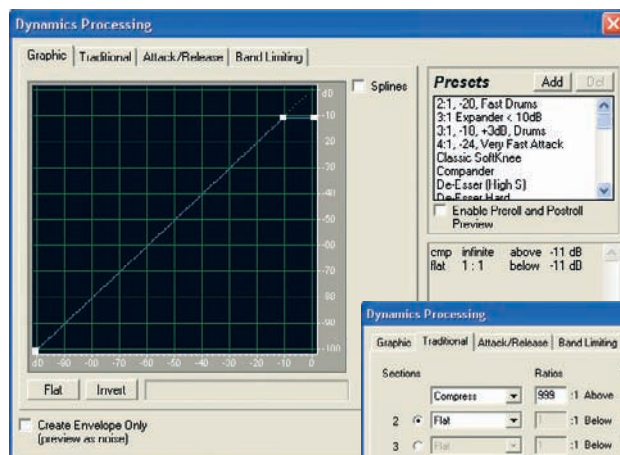 Dynamics Processing
Graphic Traditional Attack/Release Band Limiting
Splines
dB
-10
-20
-30
-40
-50
-60
-70
-80
-90
-100
dB -90 -80 -70 -60 -50 -40 -30 -20 -10 0
Flat Invert
Create Envelope Only
(preview as noise)
Presets Add Del
2:1, -20, Fast Drums
3:1 Expander < 10dB
3:1, -10, +3dB, Drums
4:1, -24, Very Fast Attack
Classic SoftKnee
Compander
De-Esser (High S)
De-Esser Hard
Enable Preroll and Postroll
Preview
cmp infinite above -11 dB
flat 1 : 1 below -11 dB
Dynamics Processing
Graphic Traditional Attack/Release Band Limiting
Sections Ratios
Compress 999 :1 Above
2 Flat 1 :1 Below
3 Flat 1 :1 Below